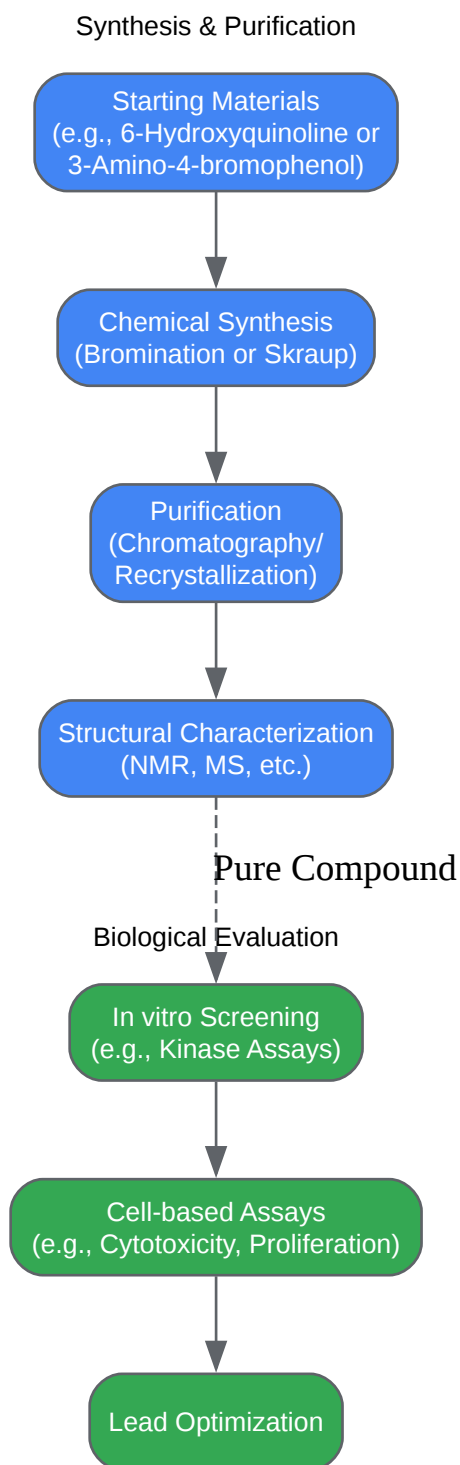 Synthesis & Purification
Starting Materials
(e.g., 6-Hydroxyquinoline or
3-Amino-4-bromophenol)
Chemical Synthesis
(Bromination or Skraup)
Purification
(Chromatography/
Recrystallization)
Structural Characterization
(NMR, MS, etc.)
Pure Compound
Biological Evaluation
In vitro Screening
(e.g., Kinase Assays)
Cell-based Assays
(e.g., Cytotoxicity, Proliferation)
Lead Optimization